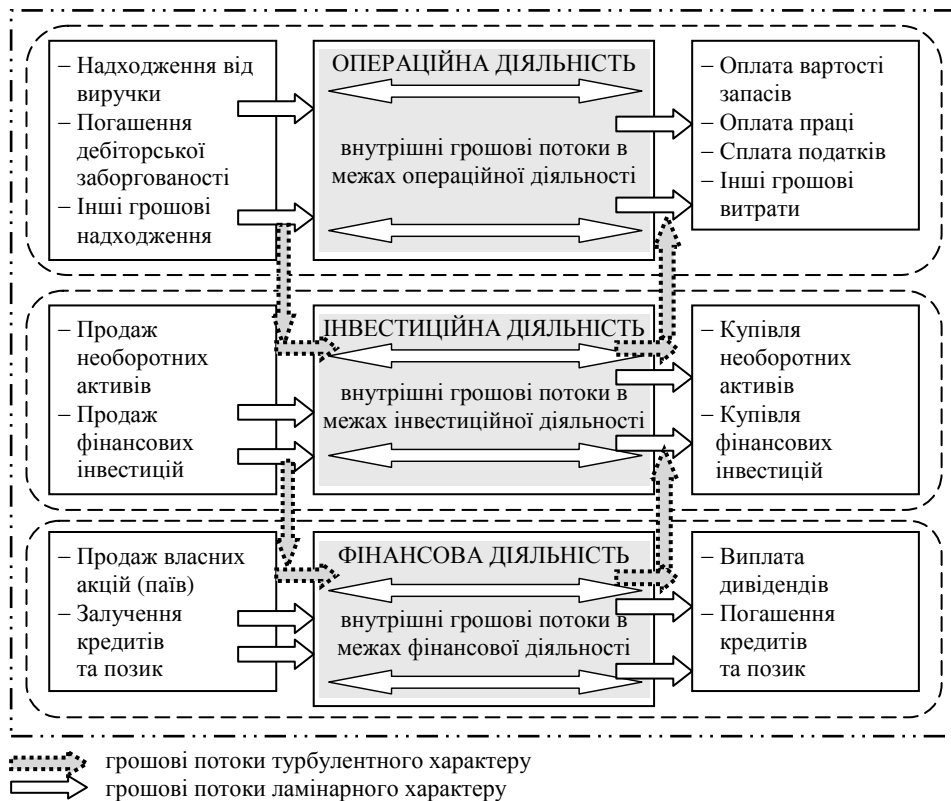 – Надходження від
виручки
– Погашення
дебіторської
заборгованості
– Інші грошові
надходження
ОПЕРАЦІЙНА ДІЯЛЬНІСТЬ
внутрішні грошові потоки в
межах операційної діяльності
– Оплата вартості
запасів
– Оплата праці
– Сплата податків
– Інші грошові
витрати
– Продаж
необоротних
активів
– Продаж
фінансових
інвестицій
ІНВЕСТИЦІЙНА ДІЯЛЬНІСТЬ
внутрішні грошові потоки в
межах інвестиційної діяльності
– Купівля
необоротних
активів
– Купівля
фінансових
інвестицій
– Продаж власних
акцій (паїв)
– Залучення
кредитів
та позик
ФІНАНСОВА ДІЯЛЬНІСТЬ
внутрішні грошові потоки в
межах фінансової діяльності
– Виплата
дивідендів
– Погашення
кредитів
та позик
грошові потоки турбулентного характеру
грошові потоки ламінарного характеру